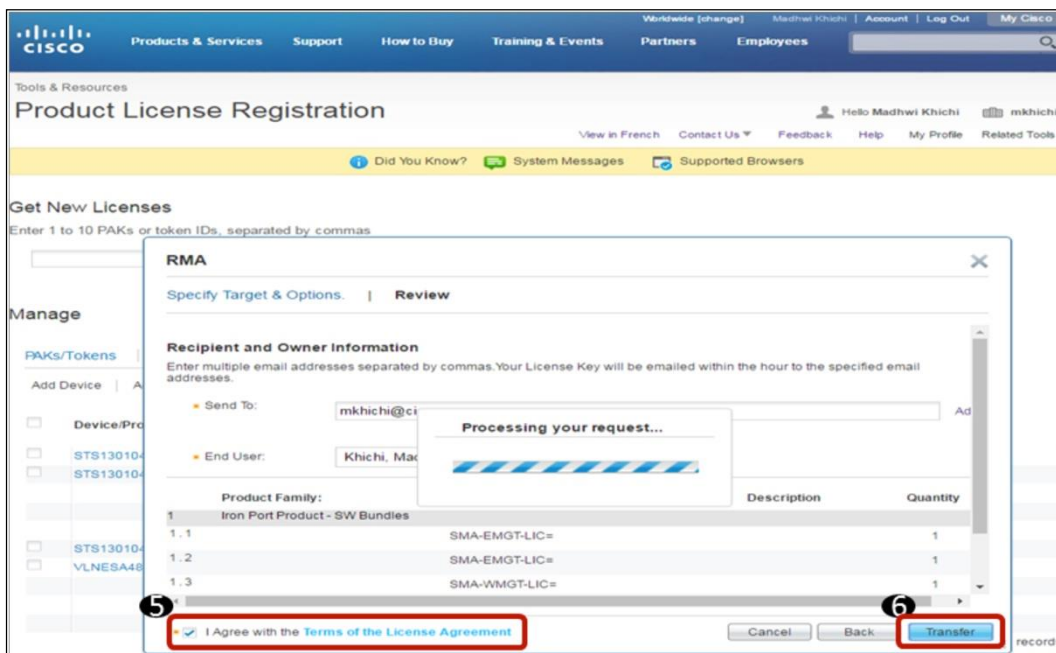 Worldwide [change] Madhwi Khichi | Account | Log Out My Cisco
CISCO Products & Services Support How to Buy Training & Events Partners Employees
Tools & Resources
Product License Registration
Hello Madhwi Khichi mkhichi
View in French Contact Us Feedback Help My Profile Related Tools
Did You Know? System Messages Supported Browsers
Get New Licenses
Enter 1 to 10 PAKs or token IDs, separated by commas
RMA
Specify Target & Options. | Review
Manage
Recipient and Owner Information
PAKs/Tokens
Enter multiple email addresses separated by commas.Your License Key will be emailed within the hour to the specified email
addresses.
Add Device | A
Send To: mkhichi@ci Ad
Processing your request...
Device/Pro
End User: Khichi, Mad
STS130104
STS130104
Product Family: Description Quantity
1 Iron Port Product - SW Bundles
1.1 SMA-EMGT-LIC= 1
STS130104
1.2 SMA-EMGT-LIC= 1
VLNESA48
1.3 SMA-WMGT-LIC= 1
5 6
I Agree with the Terms of the License Agreement Cancel Back Transfer
record